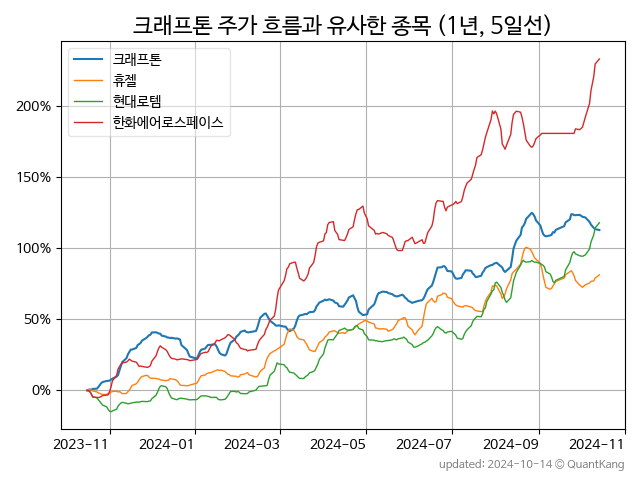 크래프톤 주가 흐름과 유사한 종목 (1년, 5일선)
크래프톤
휴젤
현대로템
한화에어로스페이스
200%
150%
100%
50%
0%
2023-11 2024-01 2024-03 2024-05 2024-07 2024-09 2024-11
updated: 2024-10-14 © QuantKang